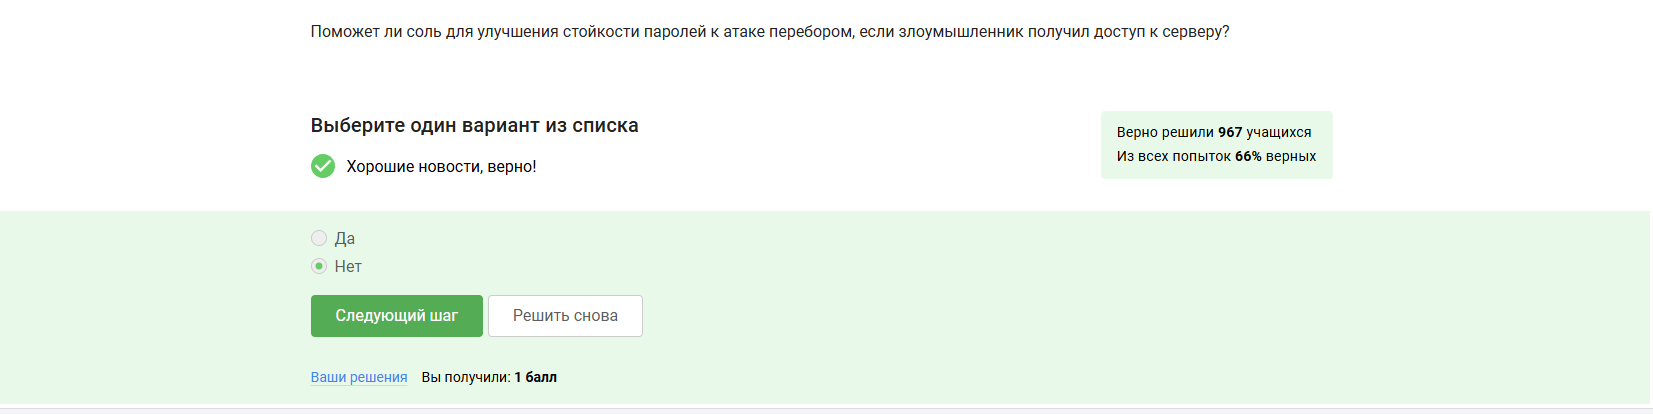 Поможет ли соль для улучшения стойкости паролей к атаке перебором, если злоумышленник получил доступ к серверу?
Выберите один вариант из списка
Верно решили 967 учащихся
Из всех попыток 66% верных
Хорошие новости, верно!
Да
Нет
Следующий шаг
Решить снова
Ваши решения Вы получили: 1 балл